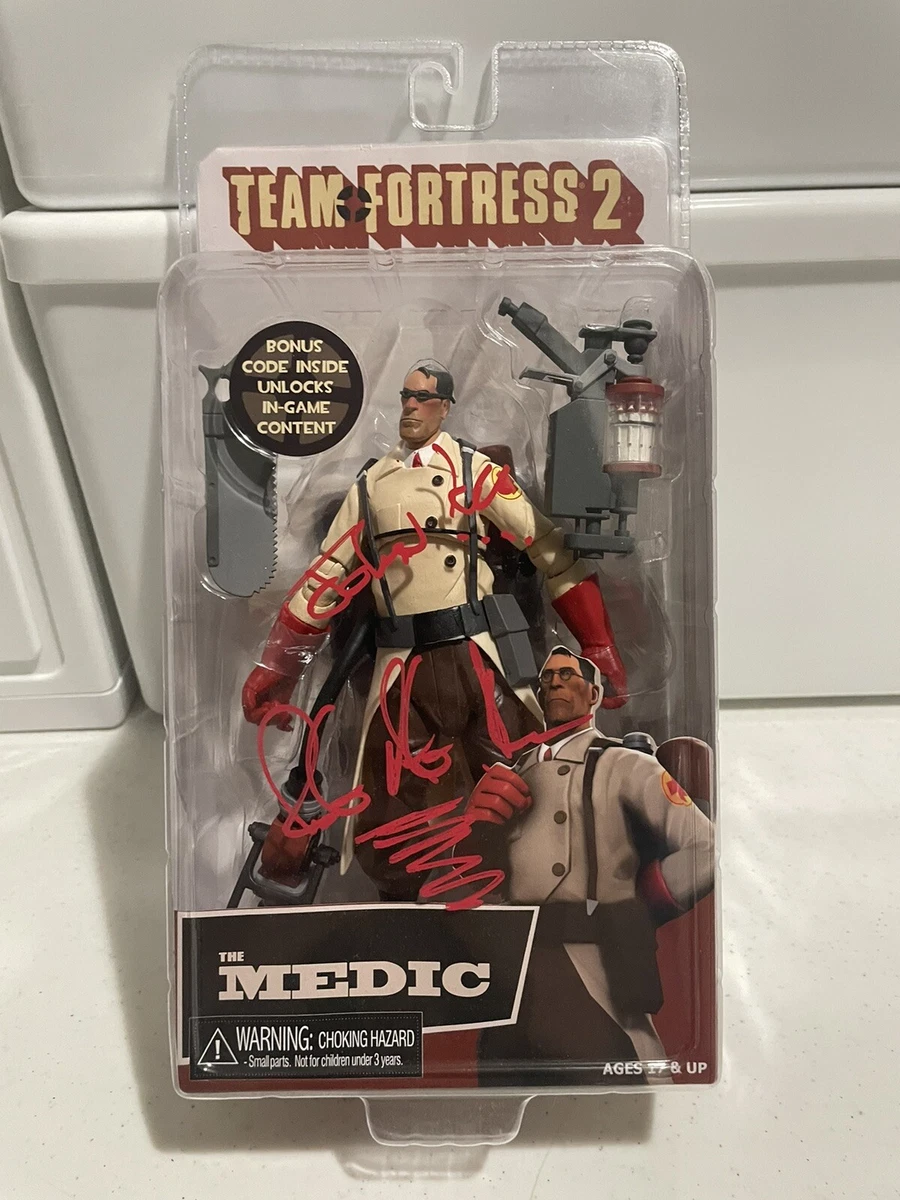 TEAM FORTRESS 2
BONUS
CODE INSIDE
UNLOCKS
IN-GAME
CONTENT
THE
MEDIC
WARNING: CHOKING HAZARD
- Small parts. Not for children under 3 years.
AGES 17 & UP